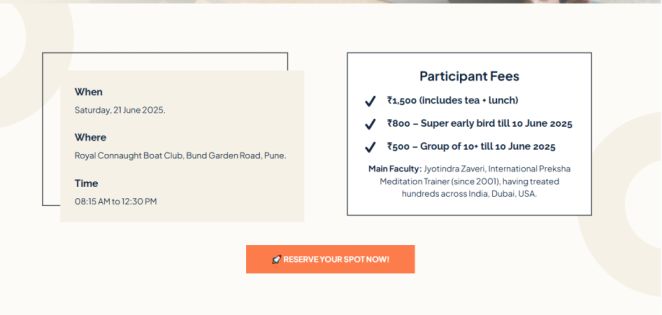 When
Saturday, 21 June 2025.
Where
Royal Connaught Boat Club, Bund Garden Road, Pune.
Time
08:15 AM to 12:30 PM
Participant Fees
₹1,500 (includes tea + lunch)
₹800 – Super early bird till 10 June 2025
₹500 – Group of 10+ till 10 June 2025
Main Faculty: Jyotindra Zaveri, International Preksha
Meditation Trainer (since 2001), having treated
hundreds across India, Dubai, USA.
🚀 RESERVE YOUR SPOT NOW!